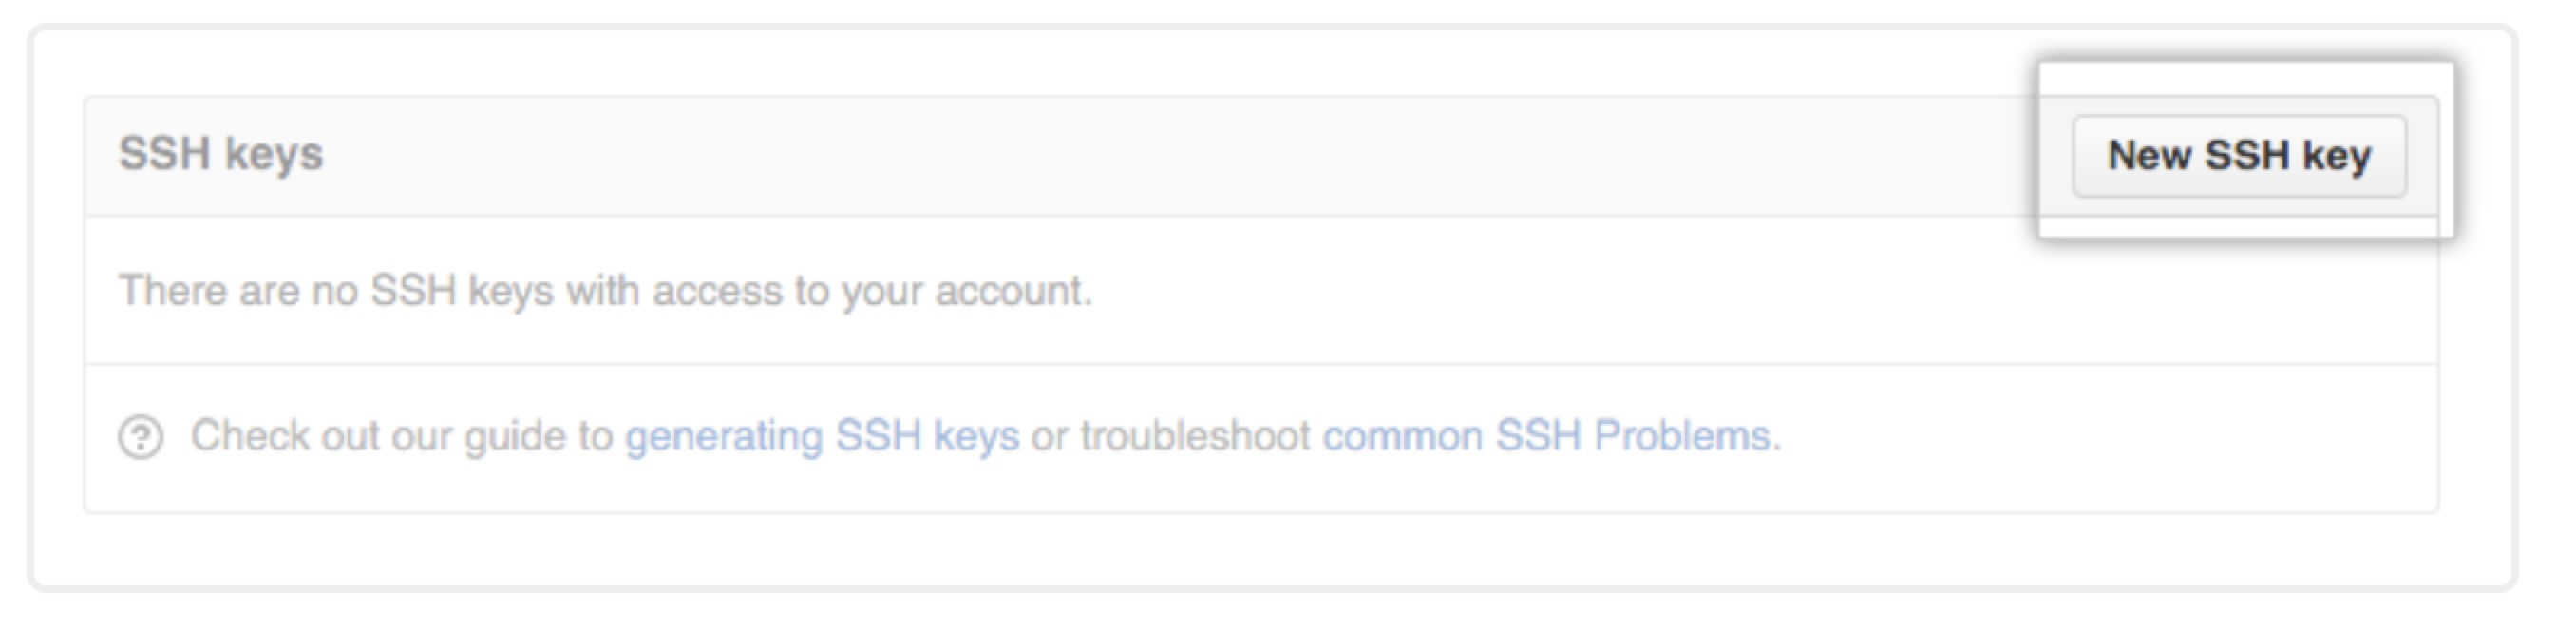 SSH keys
New SSH key
There are no SSH keys with access to your account.
Check out our guide to generating SSH keys or troubleshoot common SSH Problems.